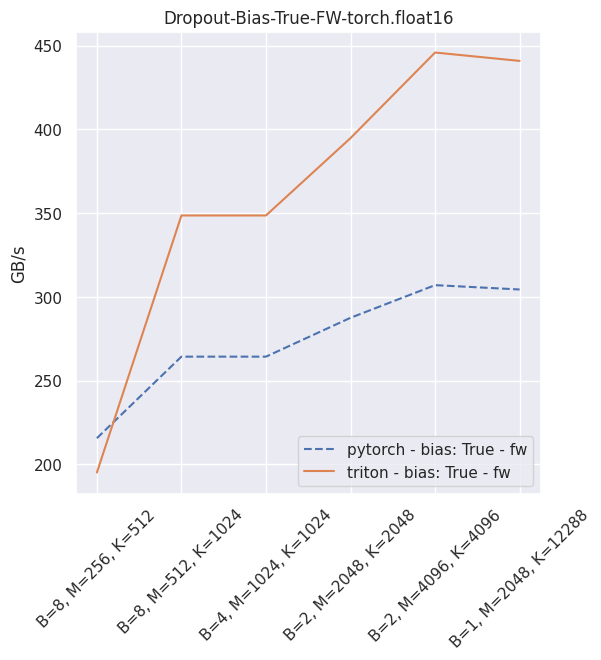 Dropout-Bias-True-FW-torch.float16
GB/s
450
400
350
300
250
200
pytorch - bias: True - fw
triton - bias: True - fw
B=8, M=256, K=512
B=8, M=512, K=1024
B=4, M=1024, K=1024
B=2, M=2048, K=2048
B=2, M=4096, K=4096
B=1, M=2048, K=12288